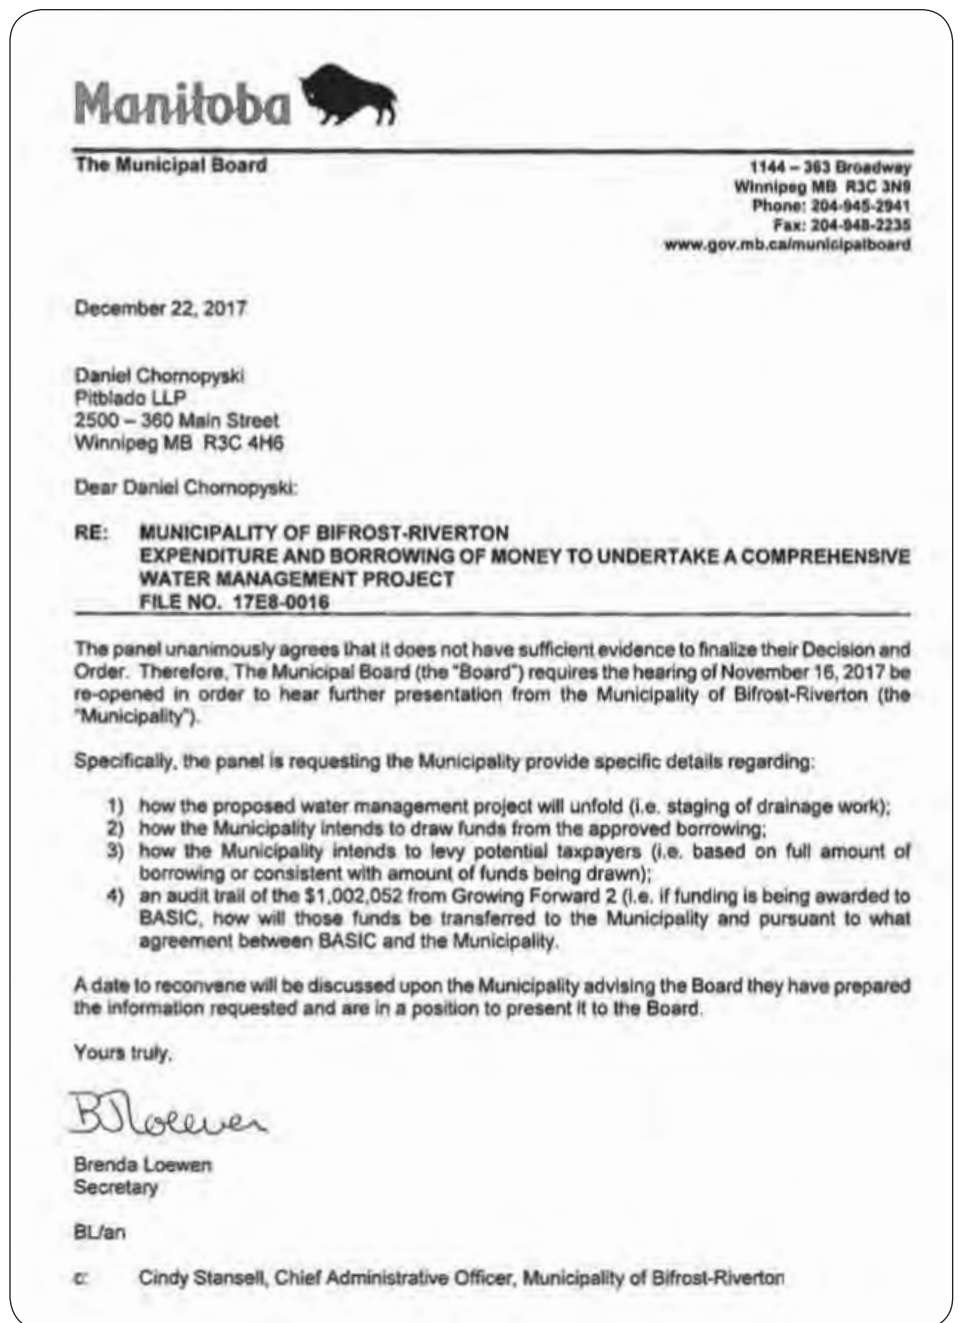 Manitoba
The Municipal Board
1144 – 363 Broadway
Winnipeg MB R3C 3N9
Phone: 204-945-2941
Fax: 204-948-2235
www.gov.mb.ca/municipalboard
December 22, 2017
Daniel Chornopyski
Pitblado LLP
2500 – 360 Main Street
Winnipeg MB R3C 4H6
Dear Daniel Chornopyski:
RE: MUNICIPALITY OF BIFROST-RIVERTON
EXPENDITURE AND BORROWING OF MONEY TO UNDERTAKE A COMPREHENSIVE
WATER MANAGEMENT PROJECT
FILE NO. 17E8-0016
The panel unanimously agrees that it does not have sufficient evidence to finalize their Decision and
Order. Therefore, The Municipal Board (the "Board") requires the hearing of November 16, 2017 be
re-opened in order to hear further presentation from the Municipality of Bifrost-Riverton (the
"Municipality").
Specifically, the panel is requesting the Municipality provide specific details regarding:
1) how the proposed water management project will unfold (i.e. staging of drainage work);
2) how the Municipality intends to draw funds from the approved borrowing;
3) how the Municipality intends to levy potential taxpayers (i.e. based on full amount of
borrowing or consistent with amount of funds being drawn);
4) an audit trail of the $1,002,052 from Growing Forward 2 (i.e. if funding is being awarded to
BASIC, how will those funds be transferred to the Municipality and pursuant to what
agreement between BASIC and the Municipality.
A date to reconvene will be discussed upon the Municipality advising the Board they have prepared
the information requested and are in a position to present it to the Board.
Yours truly,
BJLoewen
Brenda Loewen
Secretary
BL/an
c: Cindy Stansell, Chief Administrative Officer, Municipality of Bifrost-Riverton